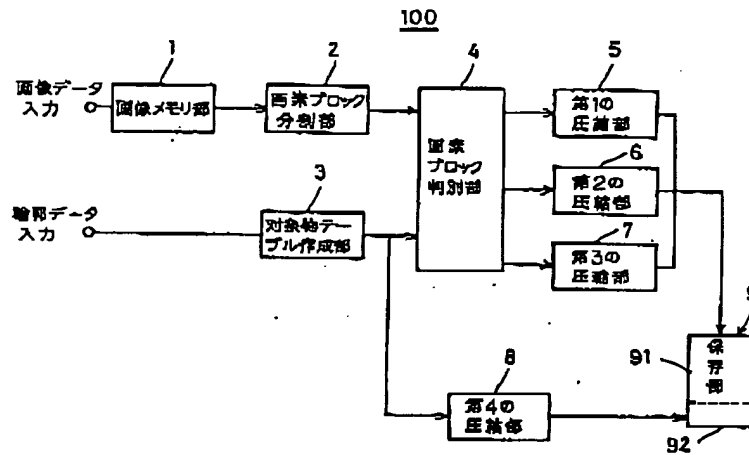 100
1
2
4
5
画像データ
入力
画像メモリ部
画素ブロック
分割部
画素
ブロック
判別部
第1の
圧縮部
6
第2の
圧縮部
3
7
輪郭データ
入力
対象物テー
ブル作成部
第3の
圧縮部
9
91
保
存
部
8
第4の
圧縮部
92